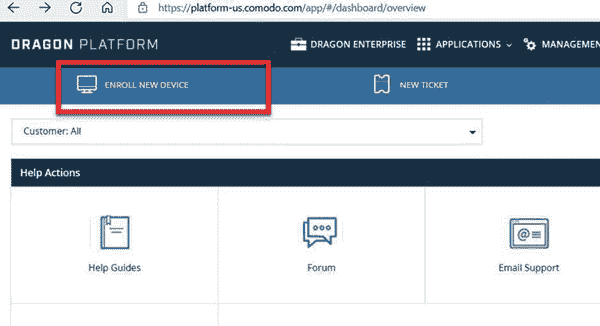 https://platform-us.comodo.com/app/#/dashboard/overview
DRAGON PLATFORM DRAGON ENTERPRISE APPLICATIONS MANAGEMEN
ENROLL NEW DEVICE NEW TICKET
Customer: All
Help Actions
Help Guides Forum Email Support